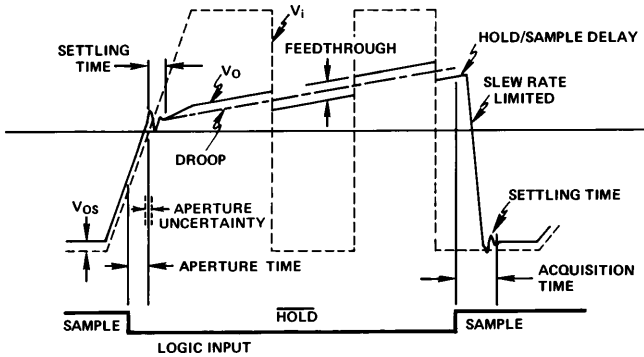 Vi
SETTLING
TIME
FEEDTHROUGH
HOLD/SAMPLE DELAY
VO
SLEW RATE
LIMITED
DROOP
VOS
APERTURE
UNCERTAINTY
SETTLING TIME
APERTURE TIME
ACQUISITION
TIME
SAMPLE
HOLD
SAMPLE
LOGIC INPUT